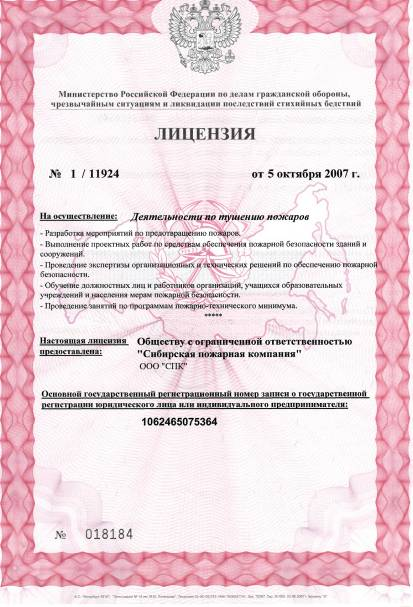 Министерство Российской Федерации по делам гражданской обороны,
чрезвычайным ситуациям и ликвидации последствий стихийных бедствий
ЛИЦЕНЗИЯ
№ 1 / 11924 от 5 октября 2007 г.
На осуществление: Деятельности по тушению пожаров
- Разработка мероприятий по предотвращению пожаров.
- Выполнение проектных работ по средствам обеспечения пожарной безопасности зданий и
сооружений.
- Проведение экспертизы организационных и технических решений по обеспечению пожарной
безопасности.
- Обучение должностных лиц и работников организаций, учащихся образовательных
учреждений и населения мерам пожарной безопасности.
- Проведение занятий по программам пожарно-технического минимума.
*****
Настоящая лицензия Обществу с ограниченной ответственностью
предоставлена: "Сибирская пожарная компания"
ООО "СПК"
Основной государственный регистрационный номер записи о государственной
регистрации юридического лица или индивидуального предпринимателя:
1062465075364
№ 018184